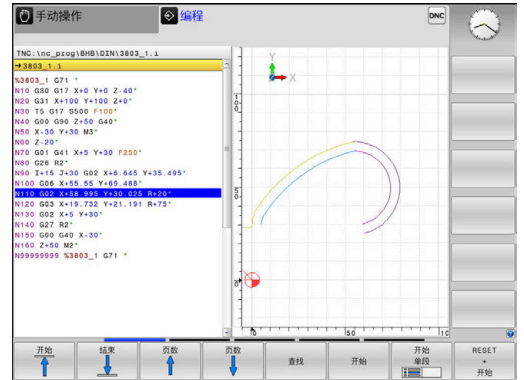 手动操作
编程
DNC
TNC:\nc_prog\BHB\DIN\3803_1.i
→3803_1.i
%3803_1 G71 *
N10 G30 G17 X+0 Y+0 Z-40*
N20 G31 X+100 Y+100 Z+0*
N30 T5 G17 S500 F100*
N40 G00 G90 Z+50 G40*
N50 X-30 Y+30 M3*
N60 Z-20*
N70 G01 G41 X+5 Y+30 F250*
N80 G26 R2*
N90 I+15 J+30 G02 X+6.645 Y+35.495*
N100 G06 X+55.55 Y+69.488*
N110 G02 X+58.995 Y+30.025 R+20*
N120 G03 X+19.732 Y+21.191 R+75*
N130 G02 X+5 Y+30*
N140 G27 R2*
N150 G00 G40 X-30*
N160 Z+50 M2*
N99999999 %3803_1 G71 *
Y
X
100
50
0
0
50
10
开始
结束
页数
页数
查找
开始
开始
单段
RESET
+
开始